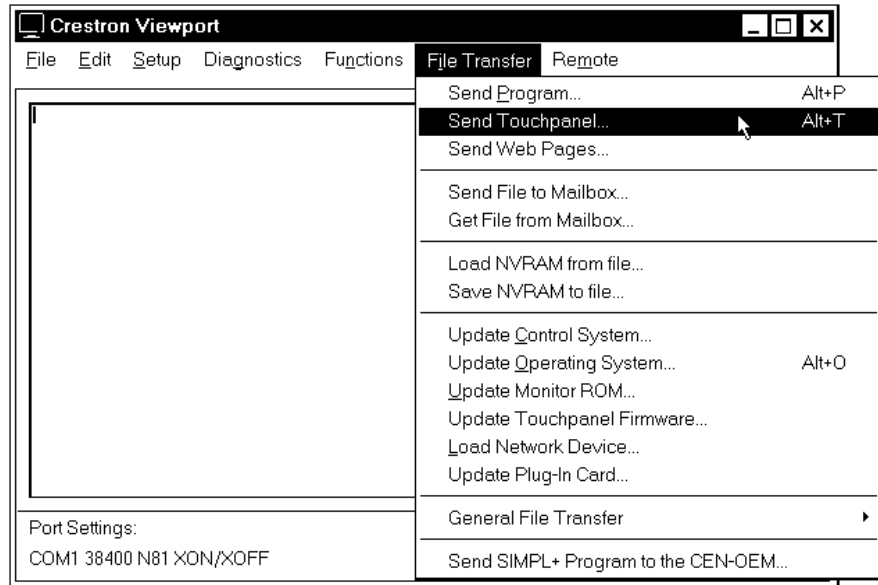 Crestron Viewport
File Edit Setup Diagnostics Functions File Transfer Remote
Send Program... Alt+P
Send Touchpanel... Alt+T
Send Web Pages...
Send File to Mailbox...
Get File from Mailbox...
Load NVRAM from file...
Save NVRAM to file...
Update Control System...
Update Operating System... Alt+O
Update Monitor ROM...
Update Touchpanel Firmware...
Load Network Device...
Update Plug-In Card...
General File Transfer
Send SIMPL+ Program to the CEN-OEM...
Port Settings:
COM1 38400 N81 XON/XOFF